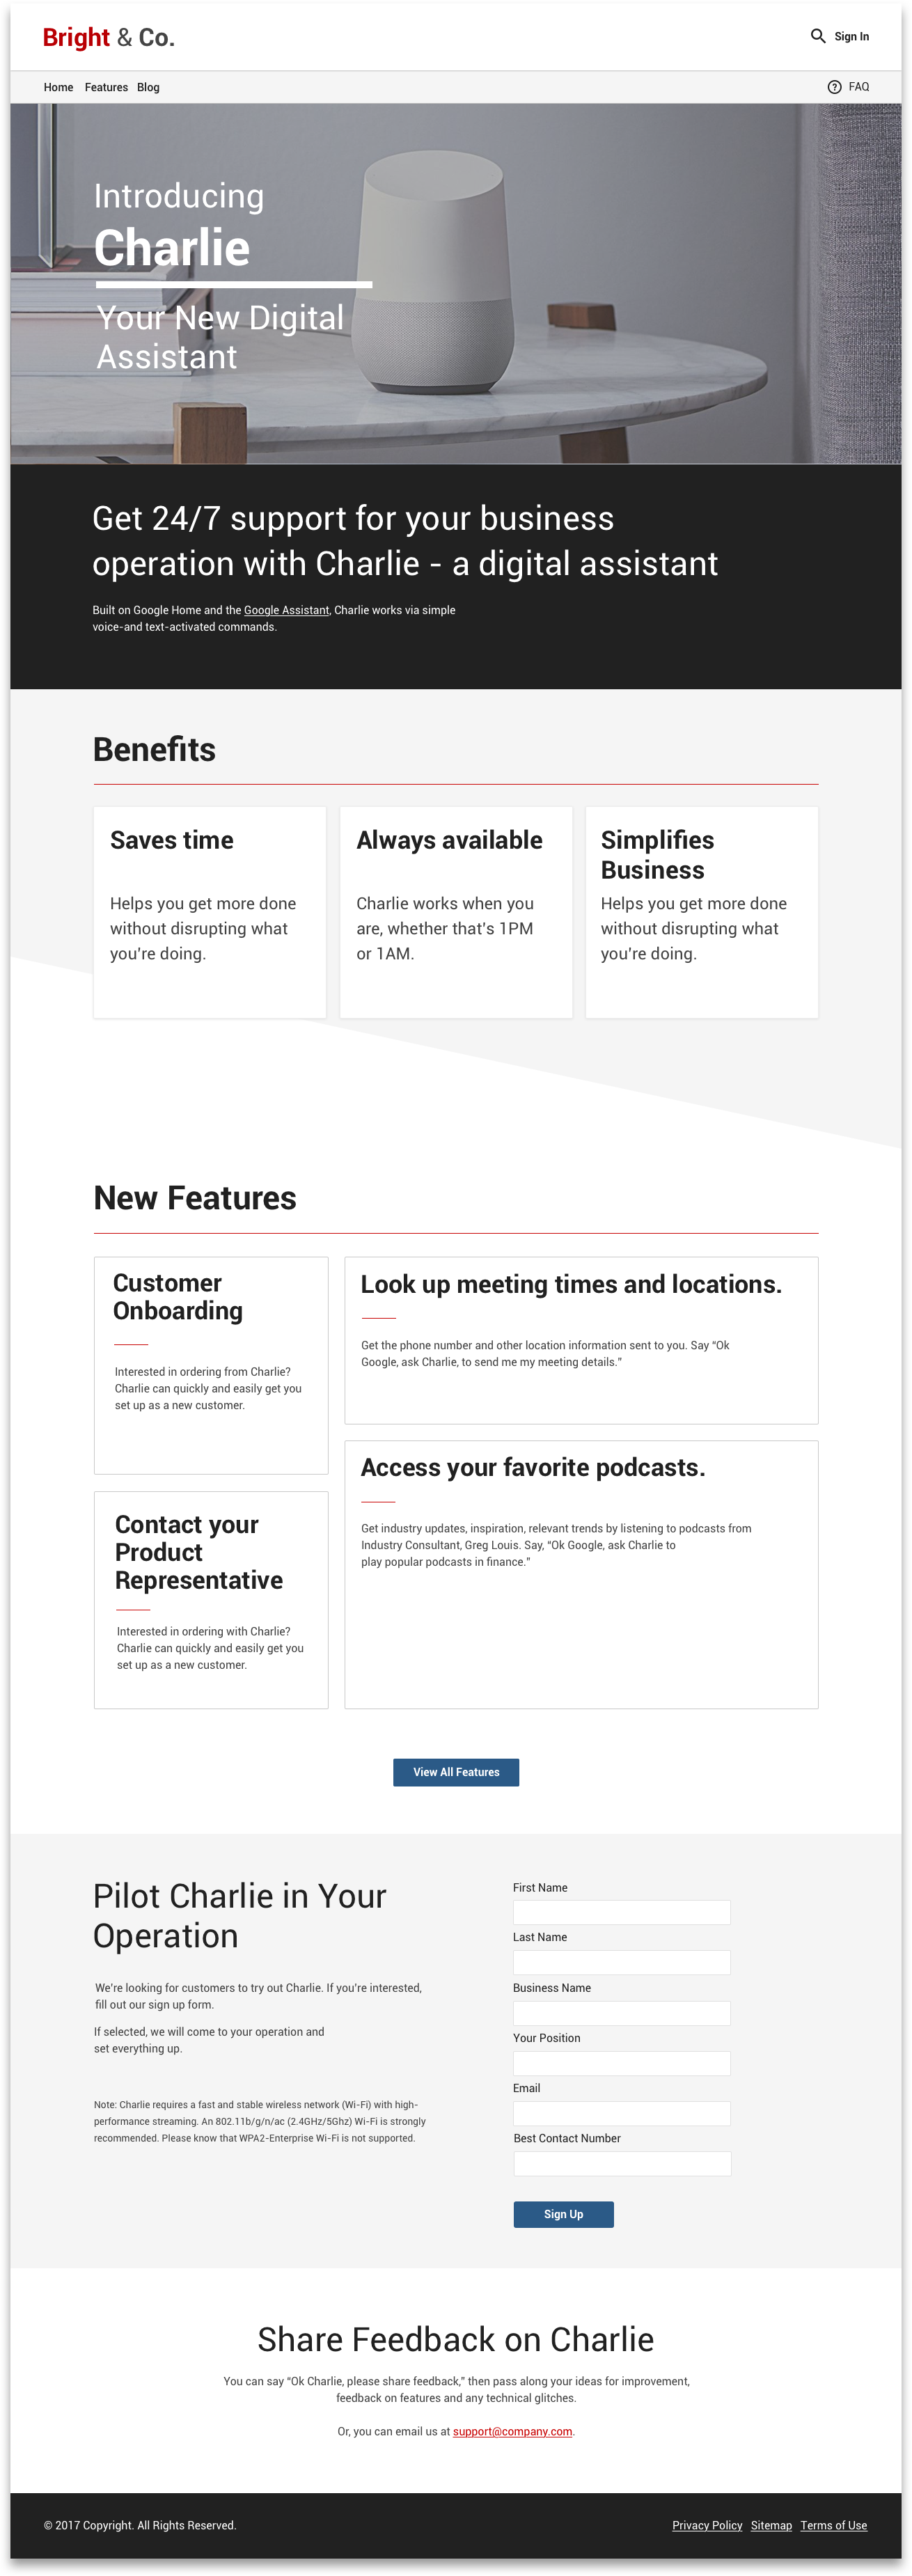 Bright & Co.
Sign In
Home Features Blog
FAQ
Introducing
Charlie
Your New Digital
Assistant
Get 24/7 support for your business
operation with Charlie - a digital assistant
Built on Google Home and the Google Assistant, Charlie works via simple
voice-and text-activated commands.
Benefits
Saves time
Helps you get more done
without disrupting what
you're doing.
Always available
Charlie works when you
are, whether that's 1PM
or 1AM.
Simplifies
Business
Helps you get more done
without disrupting what
you're doing.
New Features
Customer
Onboarding
Interested in ordering from Charlie?
Charlie can quickly and easily get you
set up as a new customer.
Look up meeting times and locations.
Get the phone number and other location information sent to you. Say “Ok
Google, ask Charlie, to send me my meeting details.”
Contact your
Product
Representative
Interested in ordering with Charlie?
Charlie can quickly and easily get you
set up as a new customer.
Access your favorite podcasts.
Get industry updates, inspiration, relevant trends by listening to podcasts from
Industry Consultant, Greg Louis. Say, “Ok Google, ask Charlie to
play popular podcasts in finance.”
View All Features
Pilot Charlie in Your
Operation
We're looking for customers to try out Charlie. If you're interested,
fill out our sign up form.
If selected, we will come to your operation and
set everything up.
Note: Charlie requires a fast and stable wireless network (Wi-Fi) with high-
performance streaming. An 802.11b/g/n/ac (2.4GHz/5Ghz) Wi-Fi is strongly
recommended. Please know that WPA2-Enterprise Wi-Fi is not supported.
First Name
Last Name
Business Name
Your Position
Email
Best Contact Number
Sign Up
Share Feedback on Charlie
You can say “Ok Charlie, please share feedback,” then pass along your ideas for improvement,
feedback on features and any technical glitches.
Or, you can email us at support@company.com.
© 2017 Copyright. All Rights Reserved.
Privacy Policy Sitemap Terms of Use